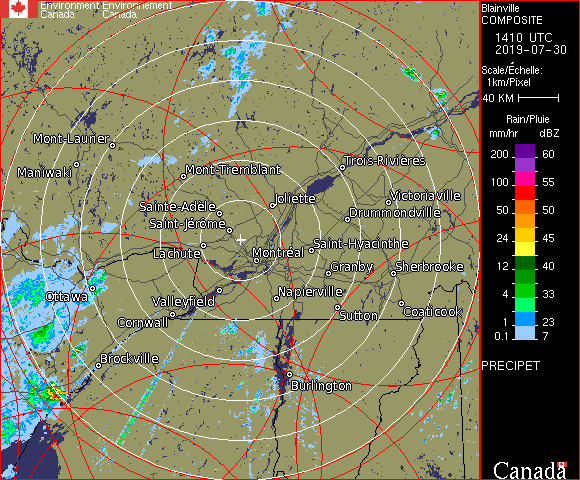 Environment Environnement
Canada Canada
Blainville
COMPOSITE
1410 UTC
2019-07-30
Scale/Échelle:
1km/Pixel
40 KM
Rain/Pluie
mm/hr dBZ
200 60
100 55
50 50
24 45
12 40
4 33
1 23
0.1 7
PRECIPET
Canada
Mont-Laurier
Maniwaki
Mont-Tremblant
Trois-Rivières
Sainte-Adèle
Joliette
Victoriaville
Drummondville
Saint-Jérôme
Lachute
Montréal
Saint-Hyacinthe
Granby
Sherbrooke
Ottawa
Valleyfield
Napierville
Cornwall
Sutton
Coaticook
Brockville
Burlington